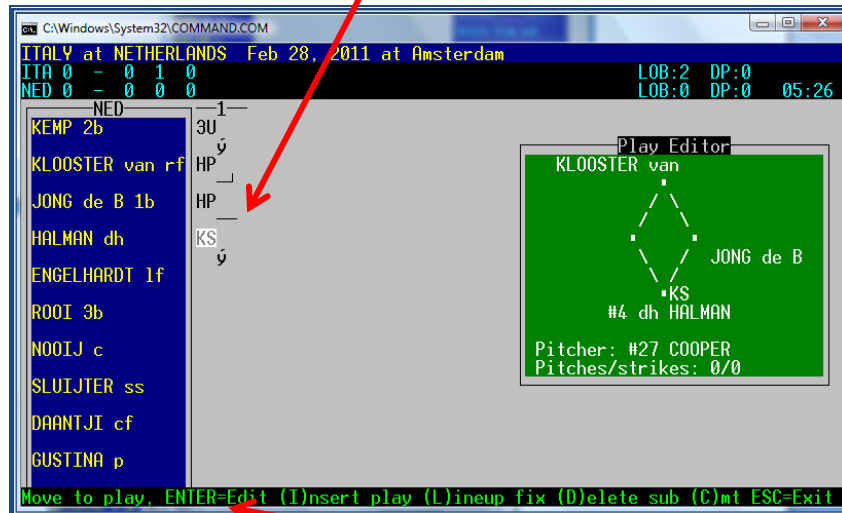 C:\Windows\System32\COMMAND.COM
ITALY at NETHERLANDS Feb 28, 2011 at Amsterdam
ITA 0 - 0 1 0 LOB:2 DP:0
NED 0 - 0 0 0 LOB:0 DP:0 05:26
NED 1
KEMP 2b 3U
ý
KLOOSTER van rf HP
JONG de B 1b HP
HALMAN dh KS
ý
ENGELHARDT lf
ROOI 3b
NOOIJ c
SLUIJTER ss
DAANTJI cf
GUSTINA p
Play Editor
KLOOSTER van
JONG de B
KS
#4 dh HALMAN
Pitcher: #27 COOPER
Pitches/strikes: 0/0
Move to play, ENTER=Edit (I)nsert play (L)ineup fix (D)elete sub (C)mt ESC=Exit